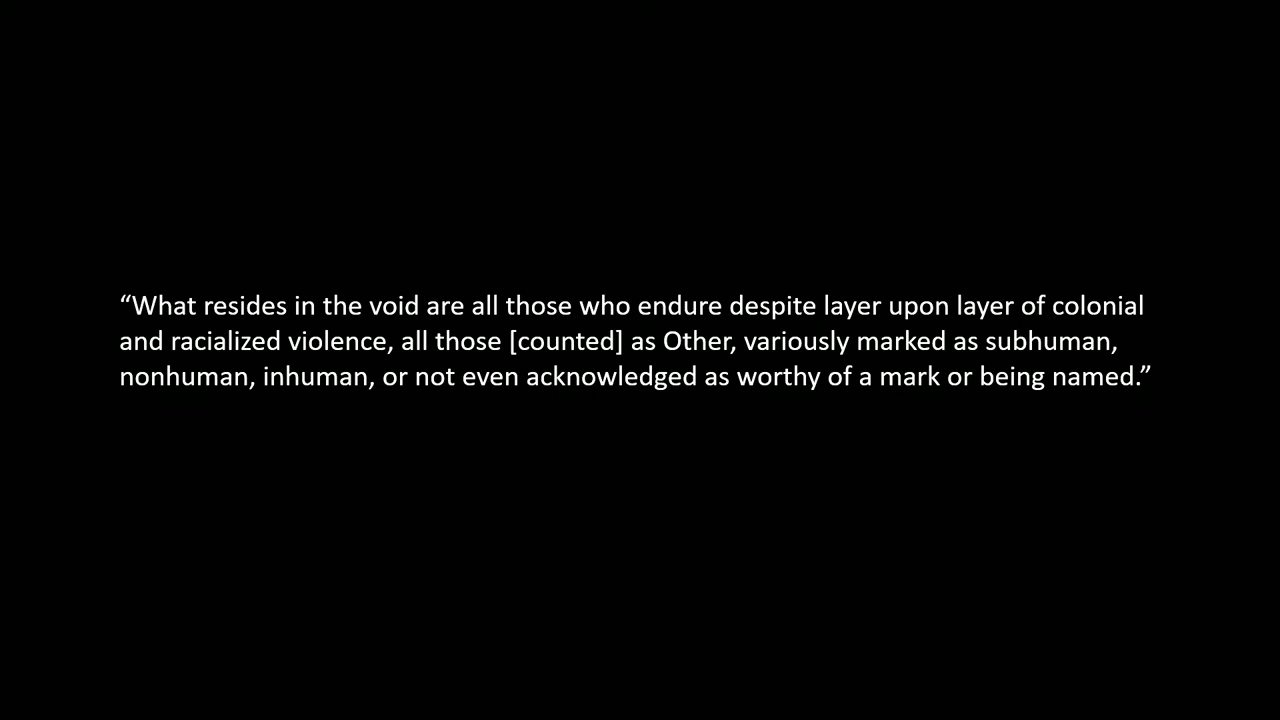 “What resides in the void are all those who endure despite layer upon layer of colonial
and racialized violence, all those [counted] as Other, variously marked as subhuman,
nonhuman, inhuman, or not even acknowledged as worthy of a mark or being named.”